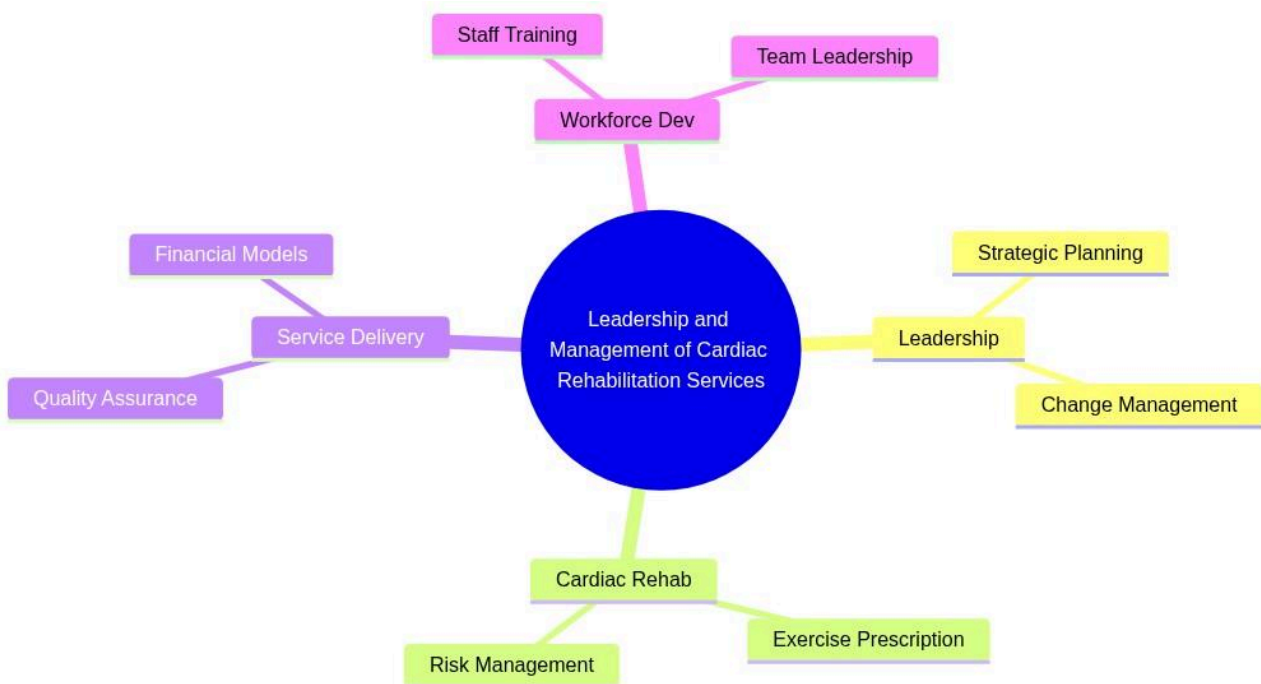 Staff Training
Team Leadership
Workforce Dev
Financial Models
Service Delivery
Quality Assurance
Leadership and
Management of Cardiac
Rehabilitation Services
Strategic Planning
Leadership
Change Management
Cardiac Rehab
Risk Management
Exercise Prescription